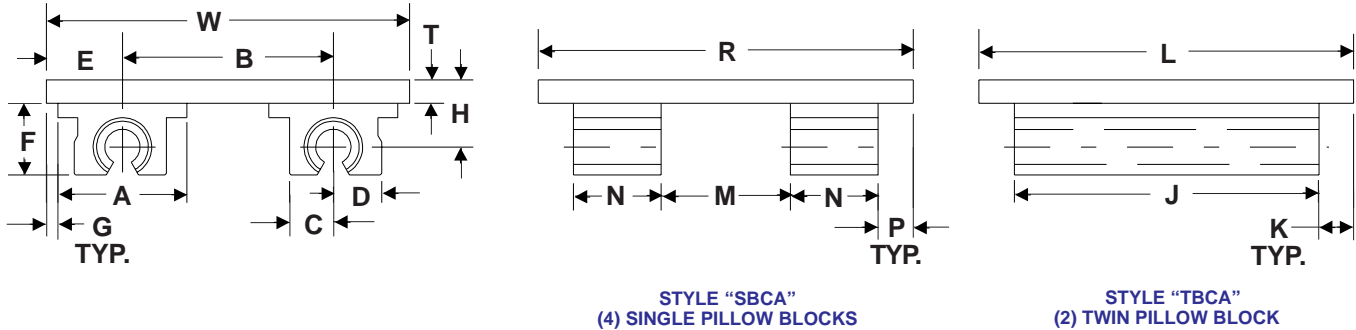 W
E
B
T
H
F
A
D
G
C
TYP.
R
N
M
N
P
TYP.
L
J
K
TYP.
STYLE “SBCA”
(4) SINGLE PILLOW BLOCKS
STYLE “TBCA”
(2) TWIN PILLOW BLOCK